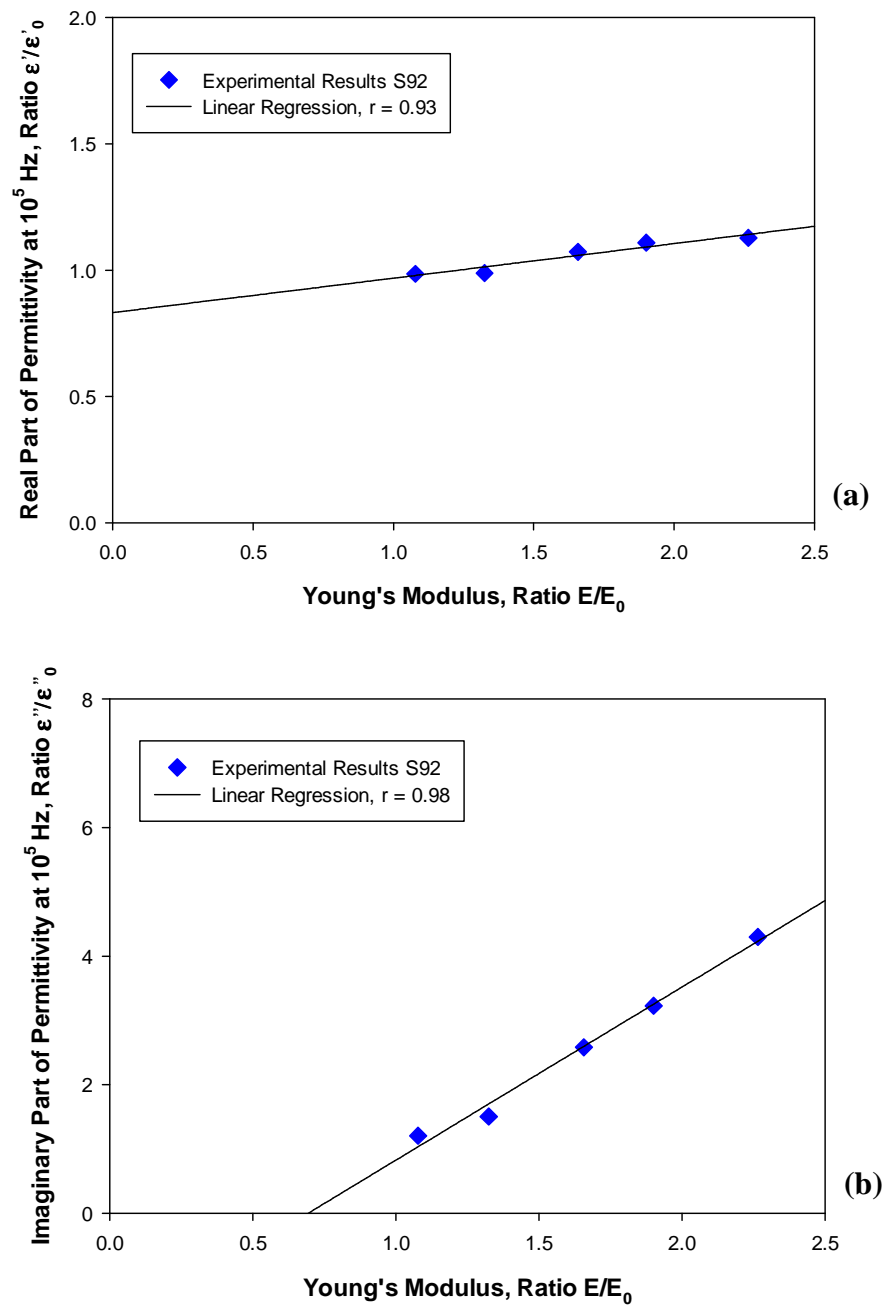 2.0
Experimental Results S92
Linear Regression, r = 0.93
1.5
1.0
0.5
0.0
0.0 0.5 1.0 1.5 2.0 2.5
Real Part of Permittivity at 10⁵ Hz, Ratio ε'/ε'₀
Young's Modulus, Ratio E/E₀
(a)
8
Experimental Results S92
Linear Regression, r = 0.98
6
4
2
0
0.0 0.5 1.0 1.5 2.0 2.5
Imaginary Part of Permittivity at 10⁵ Hz, Ratio ε''/ε''₀
Young's Modulus, Ratio E/E₀
(b)